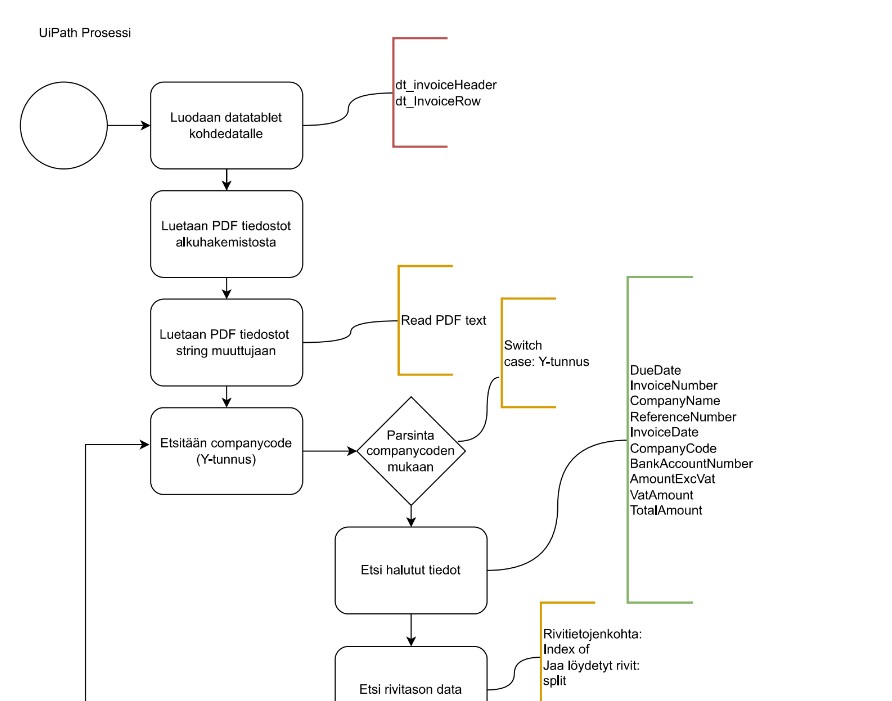 UiPath Prosessi
Luodaan datatablet
kohdedatalle
dt_invoiceHeader
dt_InvoiceRow
Luetaan PDF tiedostot
alkuhakemistosta
Luetaan PDF tiedostot
string muuttujaan
Read PDF text
Switch
case: Y-tunnus
Etsitään companycode
(Y-tunnus)
Parsinta
companycoden
mukaan
DueDate
InvoiceNumber
CompanyName
ReferenceNumber
InvoiceDate
CompanyCode
BankAccountNumber
AmountExcVat
VatAmount
TotalAmount
Etsi halutut tiedot
Rivitietojenkohta:
Index of
Jaa löydetyt rivit:
split
Etsi rivitason data